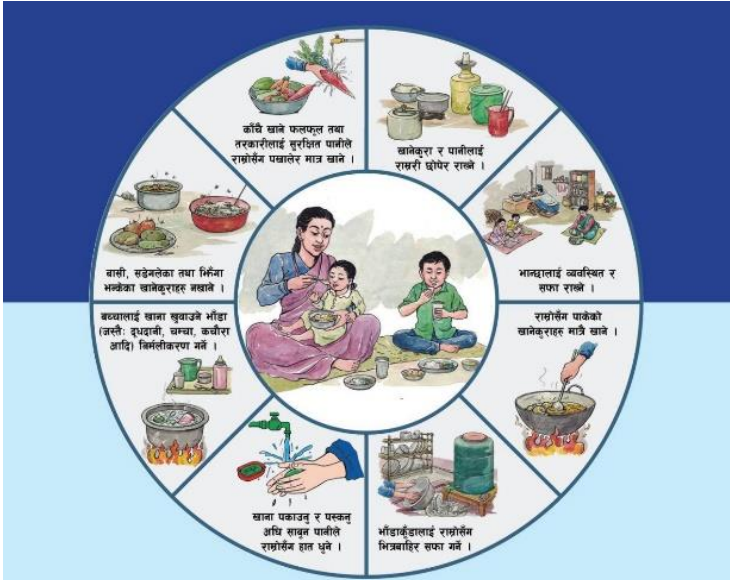 काँचै खाने फलफूल तथा
तरकारीलाई सुरक्षित पानीले
राम्रोसँग पखालेर मात्र खाने ।
खानेकुरा र पानीलाई
राम्ररी छोपेर राख्ने ।
भान्छालाई व्यवस्थित र
सफा राख्ने ।
राम्रोसँग पाकेको
खानेकुराहरु मात्रै खाने ।
भाँडाकुँडालाई राम्रोसँग
भित्रबाहिर सफा गर्ने ।
खाना पकाउनु र पस्कनु
अघि साबुन पानीले
राम्रोसँग हात धुने ।
बच्चालाई खाना खुवाउने भाँडा
(जस्तैः दुधदानी, चम्चा, कचौरा
आदि) निर्मलीकरण गर्ने ।
बासी, सडेगलेका तथा झिँगा
भन्केका खानेकुराहरु नखाने ।